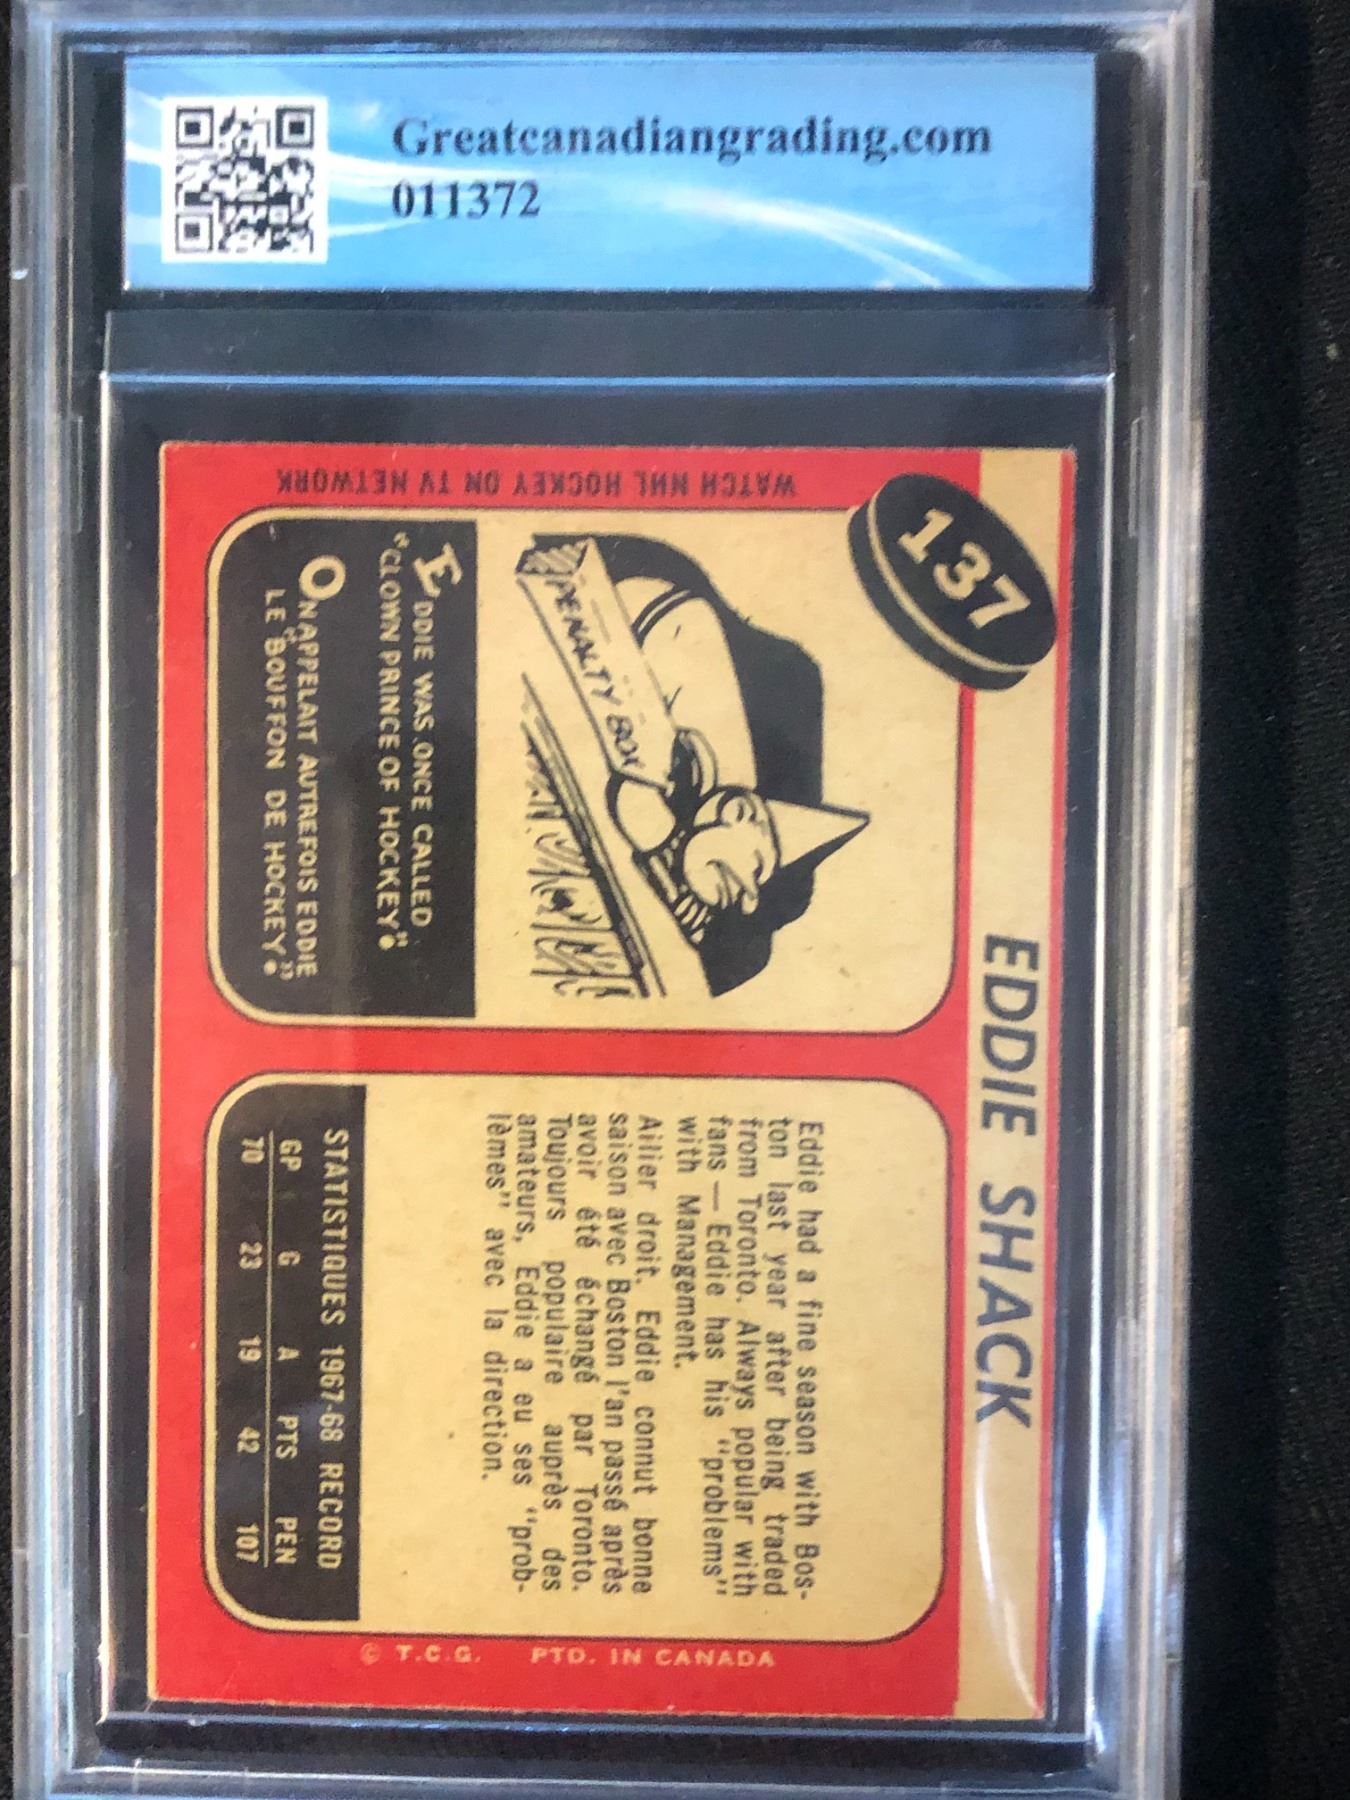 Greatcanadiangrading.com
011372
137
EDDIE SHACK
WATCH NHL HOCKEY ON TV NETWORK
PENALTY BOX
EDDIE WAS ONCE CALLED
"CLOWN PRINCE OF HOCKEY".
ON APPELAIT AUTREFOIS EDDIE
LE "BOUFFON DE HOCKEY".
Eddie had a fine season with Bos-
ton last year after being traded
from Toronto. Always popular with
fans — Eddie has his "problems"
with Management.
Ailier droit. Eddie connut bonne
saison avec Boston l'an passé après
avoir été échangé par Toronto.
Toujours populaire auprès des
amateurs, Eddie a eu ses "prob-
lèmes" avec la direction.
STATISTIQUES 1967-68 RECORD
GP G A PTS PEN
70 23 19 42 107
© T.C.G. PTD. IN CANADA